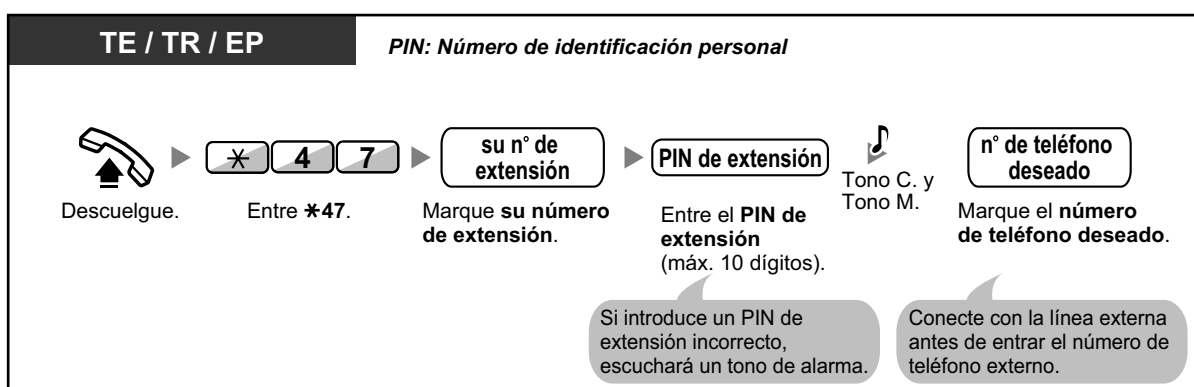 TE / TR / EP
PIN: Número de identificación personal
✱ 4 7
su n° de
extensión
PIN de extensión
n° de teléfono
deseado
Tono C. y
Tono M.
Descuelgue.
Entre ✱47.
Marque su número
de extensión.
Entre el PIN de
extensión
(máx. 10 dígitos).
Marque el número
de teléfono deseado.
Si introduce un PIN de
extensión incorrecto,
escuchará un tono de alarma.
Conecte con la línea externa
antes de entrar el número de
teléfono externo.